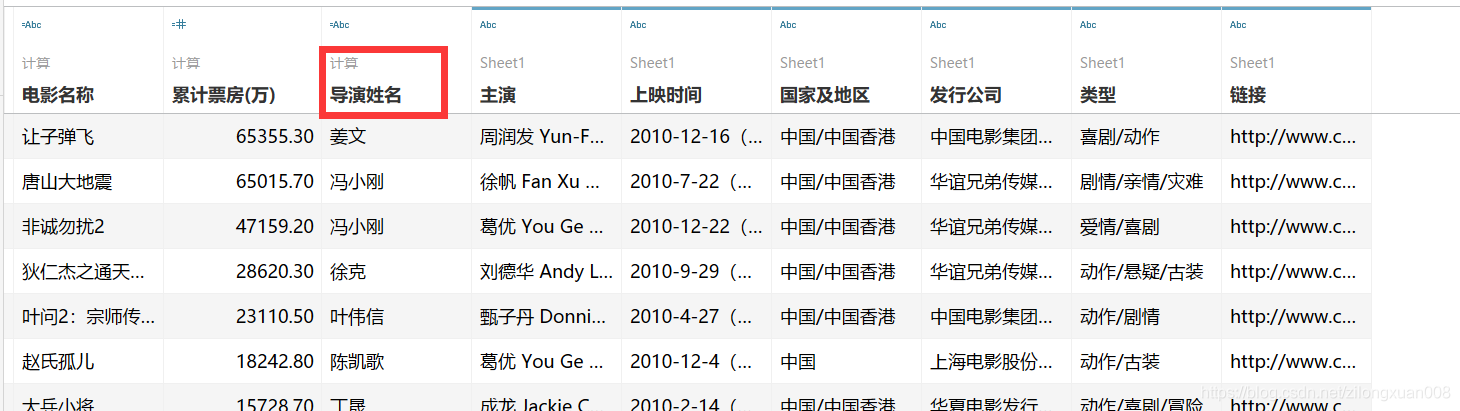 =Abc =# =Abc Abc Abc Abc Abc Abc Abc
计算 计算 计算 Sheet1 Sheet1 Sheet1 Sheet1 Sheet1 Sheet1
电影名称 累计票房(万) 导演姓名 主演 上映时间 国家及地区 发行公司 类型 链接
让子弹飞 65355.30 姜文 周润发 Yun-F... 2010-12-16（... 中国/中国香港 中国电影集团... 喜剧/动作 http://www.c...
唐山大地震 65015.70 冯小刚 徐帆 Fan Xu ... 2010-7-22（... 中国/中国香港 华谊兄弟传媒... 剧情/亲情/灾难 http://www.c...
非诚勿扰2 47159.20 冯小刚 葛优 You Ge ... 2010-12-22（... 中国/中国香港 华谊兄弟传媒... 爱情/喜剧 http://www.c...
狄仁杰之通天... 28620.30 徐克 刘德华 Andy L... 2010-9-29（... 中国/中国香港 华谊兄弟传媒... 动作/悬疑/古装 http://www.c...
叶问2：宗师传... 23110.50 叶伟信 甄子丹 Donni... 2010-4-27（... 中国/中国香港 中国电影集团... 动作/剧情 http://www.c...
赵氏孤儿 18242.80 陈凯歌 葛优 You Ge ... 2010-12-4（... 中国 上海电影股份... 动作/古装 http://www.c...
大兵小将 15728.70 丁晟 成龙 Jackie C... 2010-2-14（... 中国/中国香港 华夏电影发行... 动作/喜剧/冒险 http://www.c...
https://blog.csdn.net/zilongxuan008